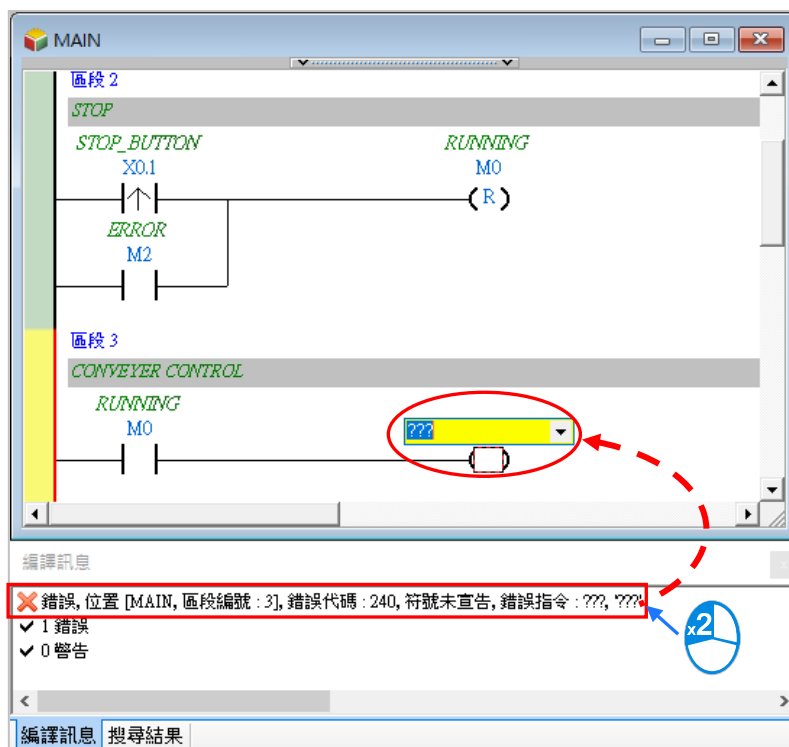 MAIN
區段 2
STOP
STOP_BUTTON RUNNING
X0.1 M0
R
ERROR
M2
區段 3
CONVEYER CONTROL
RUNNING
M0 ???
編譯訊息
錯誤, 位置 [MAIN, 區段編號 : 3], 錯誤代碼 : 240, 符號未宣告, 錯誤指令 : ???, '???'
1 錯誤
0 警告
x2
編譯訊息 搜尋結果